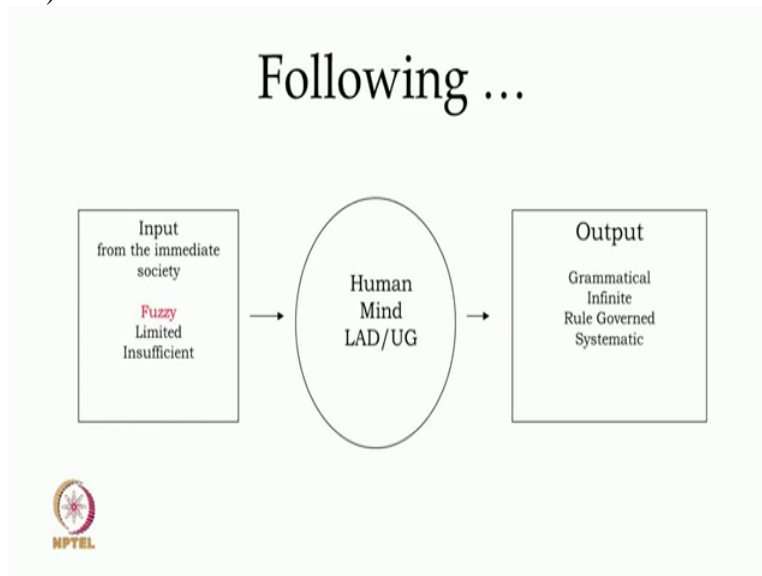 Following ...
Input
from the immediate
society
Fuzzy
Limited
Insufficient
Human
Mind
LAD/UG
Output
Grammatical
Infinite
Rule Governed
Systematic
NPTEL